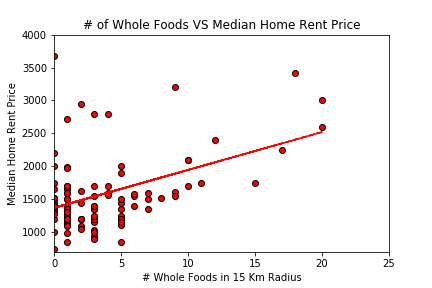 # of Whole Foods VS Median Home Rent Price
4000
3500
3000
2500
2000
1500
1000
Median Home Rent Price
0 5 10 15 20 25
# Whole Foods in 15 Km Radius